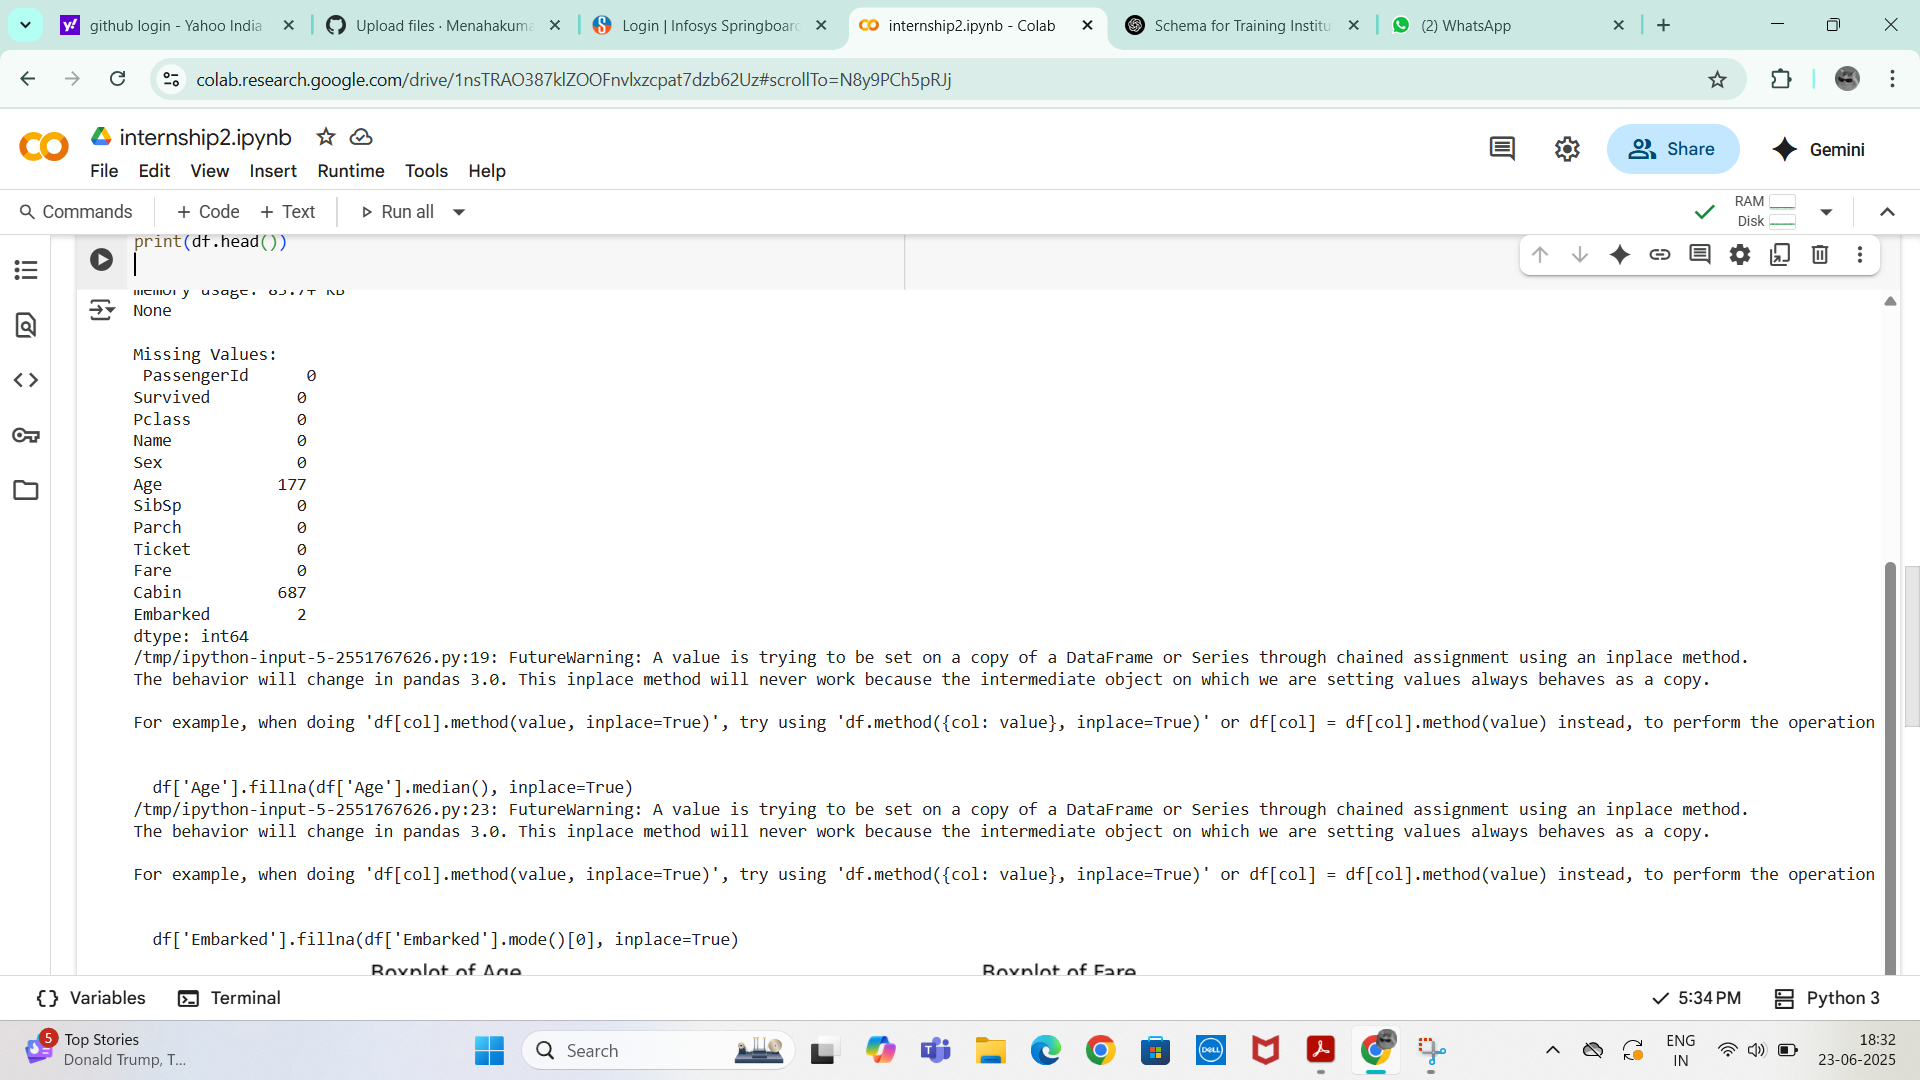 github login - Yahoo India
Upload files · Menahakuma
Login | Infosys Springboard
internship2.ipynb - Colab
Schema for Training Institu
(2) WhatsApp
colab.research.google.com/drive/1nsTRAO387klZOOFnvlxzcpat7dzb62Uz#scrollTo=N8y9PCh5pRJj
internship2.ipynb
File Edit View Insert Runtime Tools Help
Share
Gemini
Commands
+ Code
+ Text
Run all
RAM
Disk
print(df.head())
memory usage: 83.7+ KB
None
Missing Values:
PassengerId 0
Survived 0
Pclass 0
Name 0
Sex 0
Age 177
SibSp 0
Parch 0
Ticket 0
Fare 0
Cabin 687
Embarked 2
dtype: int64
/tmp/ipython-input-5-2551767626.py:19: FutureWarning: A value is trying to be set on a copy of a DataFrame or Series through chained assignment using an inplace method.
The behavior will change in pandas 3.0. This inplace method will never work because the intermediate object on which we are setting values always behaves as a copy.
For example, when doing 'df[col].method(value, inplace=True)', try using 'df.method({col: value}, inplace=True)' or df[col] = df[col].method(value) instead, to perform the operation
df['Age'].fillna(df['Age'].median(), inplace=True)
/tmp/ipython-input-5-2551767626.py:23: FutureWarning: A value is trying to be set on a copy of a DataFrame or Series through chained assignment using an inplace method.
The behavior will change in pandas 3.0. This inplace method will never work because the intermediate object on which we are setting values always behaves as a copy.
For example, when doing 'df[col].method(value, inplace=True)', try using 'df.method({col: value}, inplace=True)' or df[col] = df[col].method(value) instead, to perform the operation
df['Embarked'].fillna(df['Embarked'].mode()[0], inplace=True)
Boxplot of Age
Boxplot of Fare
Variables
Terminal
5:34 PM
Python 3
5
Top Stories
Donald Trump, T...
Search
DELL
ENG
IN
18:32
23-06-2025